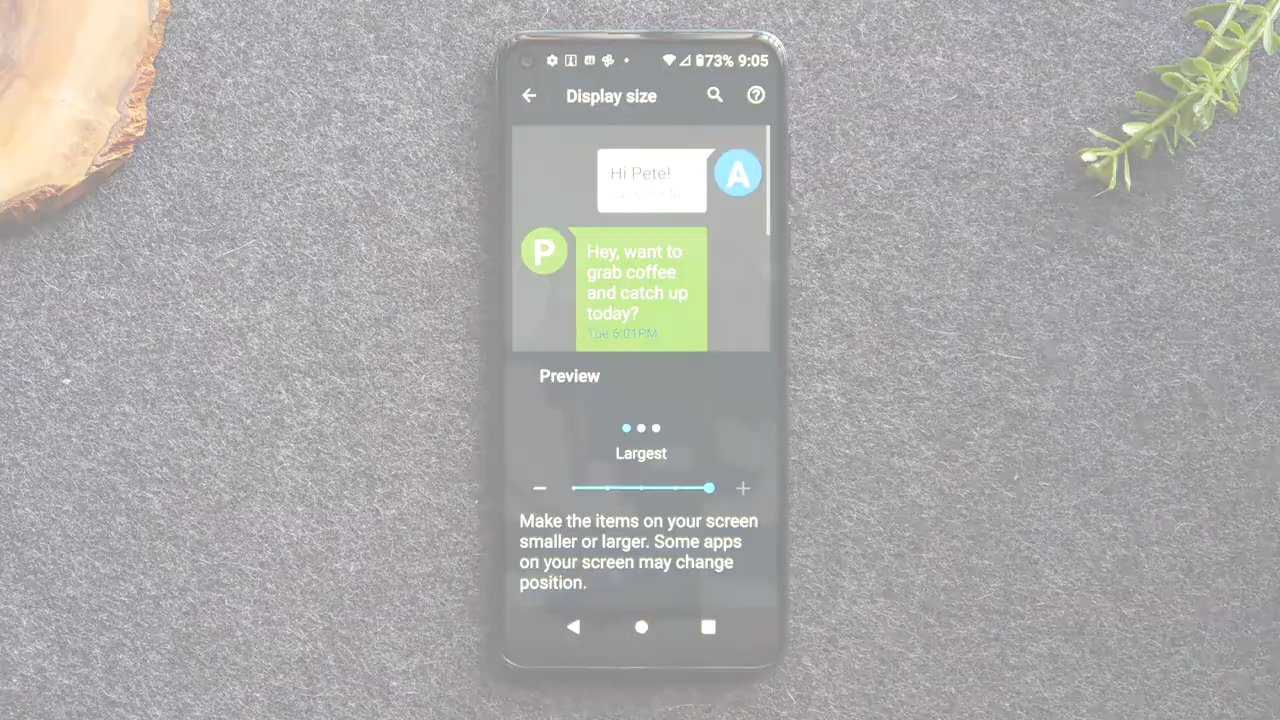 73% 9:05
Display size
Hi Pete!
A
P
Hey, want to
grab coffee
and catch up
today?
Tue 6:01PM
Preview
Largest
Make the items on your screen
smaller or larger. Some apps
on your screen may change
position.